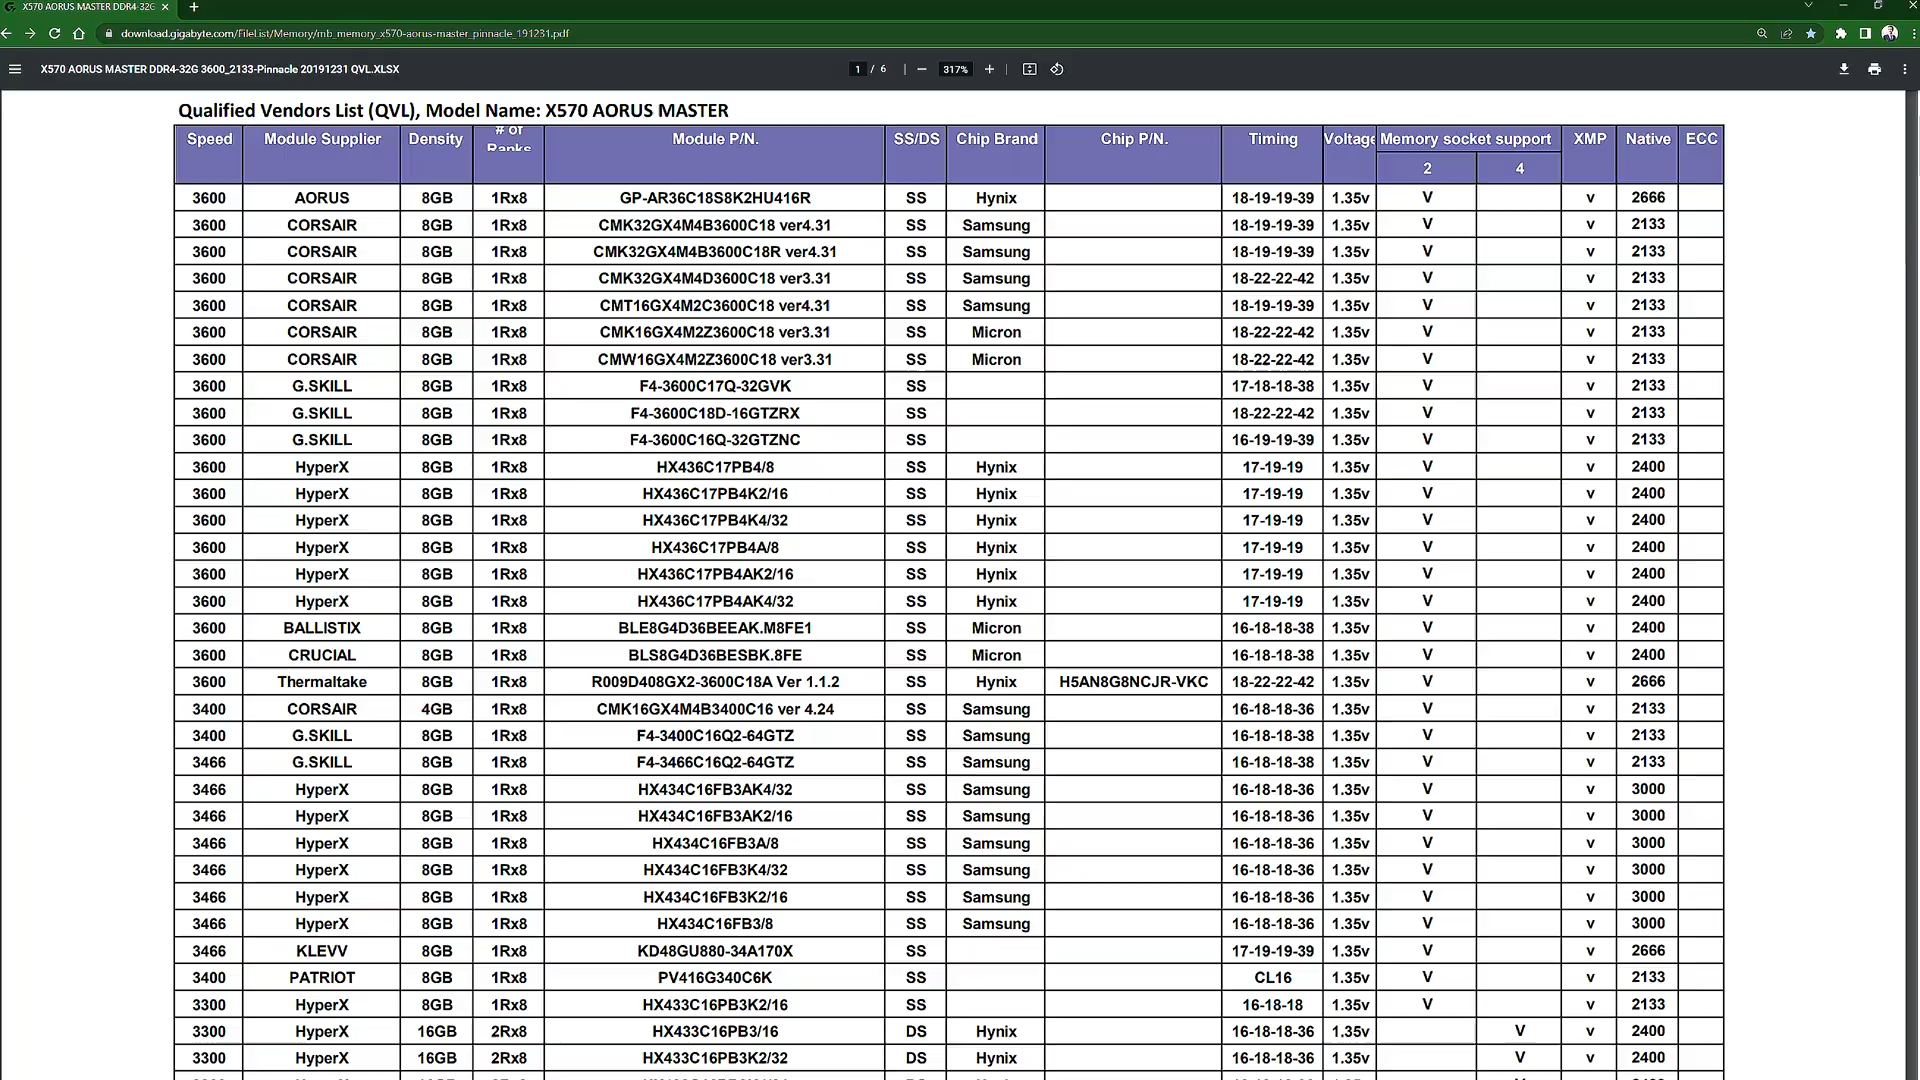 X570 AORUS MASTER DDR4-32G
download.gigabyte.com/FileList/Memory/mb_memory_x570-aorus-master_pinnacle_191231.pdf
X570 AORUS MASTER DDR4-32G 3600_2133-Pinnacle 20191231 QVL.XLSX 1 / 6 317%
Qualified Vendors List (QVL), Model Name: X570 AORUS MASTER
Speed Module Supplier Density # of Ranks Module P/N. SS/DS Chip Brand Chip P/N. Timing Voltage Memory socket support XMP Native ECC
2 4
3600 AORUS 8GB 1Rx8 GP-AR36C18S8K2HU416R SS Hynix 18-19-19-39 1.35v V v 2666
3600 CORSAIR 8GB 1Rx8 CMK32GX4M4B3600C18 ver4.31 SS Samsung 18-19-19-39 1.35v V v 2133
3600 CORSAIR 8GB 1Rx8 CMK32GX4M4B3600C18R ver4.31 SS Samsung 18-19-19-39 1.35v V v 2133
3600 CORSAIR 8GB 1Rx8 CMK32GX4M4D3600C18 ver3.31 SS Samsung 18-22-22-42 1.35v V v 2133
3600 CORSAIR 8GB 1Rx8 CMT16GX4M2C3600C18 ver4.31 SS Samsung 18-19-19-39 1.35v V v 2133
3600 CORSAIR 8GB 1Rx8 CMK16GX4M2Z3600C18 ver3.31 SS Micron 18-22-22-42 1.35v V v 2133
3600 CORSAIR 8GB 1Rx8 CMW16GX4M2Z3600C18 ver3.31 SS Micron 18-22-22-42 1.35v V v 2133
3600 G.SKILL 8GB 1Rx8 F4-3600C17Q-32GVK SS 17-18-18-38 1.35v V v 2133
3600 G.SKILL 8GB 1Rx8 F4-3600C18D-16GTZRX SS 18-22-22-42 1.35v V v 2133
3600 G.SKILL 8GB 1Rx8 F4-3600C16Q-32GTZNC SS 16-19-19-39 1.35v V v 2133
3600 HyperX 8GB 1Rx8 HX436C17PB4/8 SS Hynix 17-19-19 1.35v V v 2400
3600 HyperX 8GB 1Rx8 HX436C17PB4K2/16 SS Hynix 17-19-19 1.35v V v 2400
3600 HyperX 8GB 1Rx8 HX436C17PB4K4/32 SS Hynix 17-19-19 1.35v V v 2400
3600 HyperX 8GB 1Rx8 HX436C17PB4A/8 SS Hynix 17-19-19 1.35v V v 2400
3600 HyperX 8GB 1Rx8 HX436C17PB4AK2/16 SS Hynix 17-19-19 1.35v V v 2400
3600 HyperX 8GB 1Rx8 HX436C17PB4AK4/32 SS Hynix 17-19-19 1.35v V v 2400
3600 BALLISTIX 8GB 1Rx8 BLE8G4D36BEEAK.M8FE1 SS Micron 16-18-18-38 1.35v V v 2400
3600 CRUCIAL 8GB 1Rx8 BLS8G4D36BESBK.8FE SS Micron 16-18-18-38 1.35v V v 2400
3600 Thermaltake 8GB 1Rx8 R009D408GX2-3600C18A Ver 1.1.2 SS Hynix H5AN8G8NCJR-VKC 18-22-22-42 1.35v V v 2666
3400 CORSAIR 4GB 1Rx8 CMK16GX4M4B3400C16 ver 4.24 SS Samsung 16-18-18-36 1.35v V v 2133
3400 G.SKILL 8GB 1Rx8 F4-3400C16Q2-64GTZ SS Samsung 16-18-18-38 1.35v V v 2133
3466 G.SKILL 8GB 1Rx8 F4-3466C16Q2-64GTZ SS Samsung 16-18-18-38 1.35v V v 2133
3466 HyperX 8GB 1Rx8 HX434C16FB3AK4/32 SS Samsung 16-18-18-36 1.35v V v 3000
3466 HyperX 8GB 1Rx8 HX434C16FB3AK2/16 SS Samsung 16-18-18-36 1.35v V v 3000
3466 HyperX 8GB 1Rx8 HX434C16FB3A/8 SS Samsung 16-18-18-36 1.35v V v 3000
3466 HyperX 8GB 1Rx8 HX434C16FB3K4/32 SS Samsung 16-18-18-36 1.35v V v 3000
3466 HyperX 8GB 1Rx8 HX434C16FB3K2/16 SS Samsung 16-18-18-36 1.35v V v 3000
3466 HyperX 8GB 1Rx8 HX434C16FB3/8 SS Samsung 16-18-18-36 1.35v V v 3000
3466 KLEVV 8GB 1Rx8 KD48GU880-34A170X SS 17-19-19-39 1.35v V v 2666
3400 PATRIOT 8GB 1Rx8 PV416G340C6K SS CL16 1.35v V v 2133
3300 HyperX 8GB 1Rx8 HX433C16PB3K2/16 SS 16-18-18 1.35v V v 2133
3300 HyperX 16GB 2Rx8 HX433C16PB3/16 DS Hynix 16-18-18-36 1.35v V v 2400
3300 HyperX 16GB 2Rx8 HX433C16PB3K2/32 DS Hynix 16-18-18-36 1.35v V v 2400